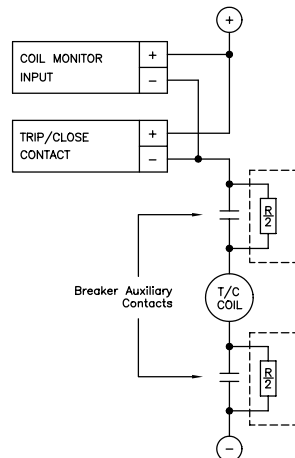 +
COIL MONITOR
INPUT
+
−
TRIP/CLOSE
CONTACT
+
−
R
2
Breaker Auxiliary
Contacts
T/C
COIL
R
2
−